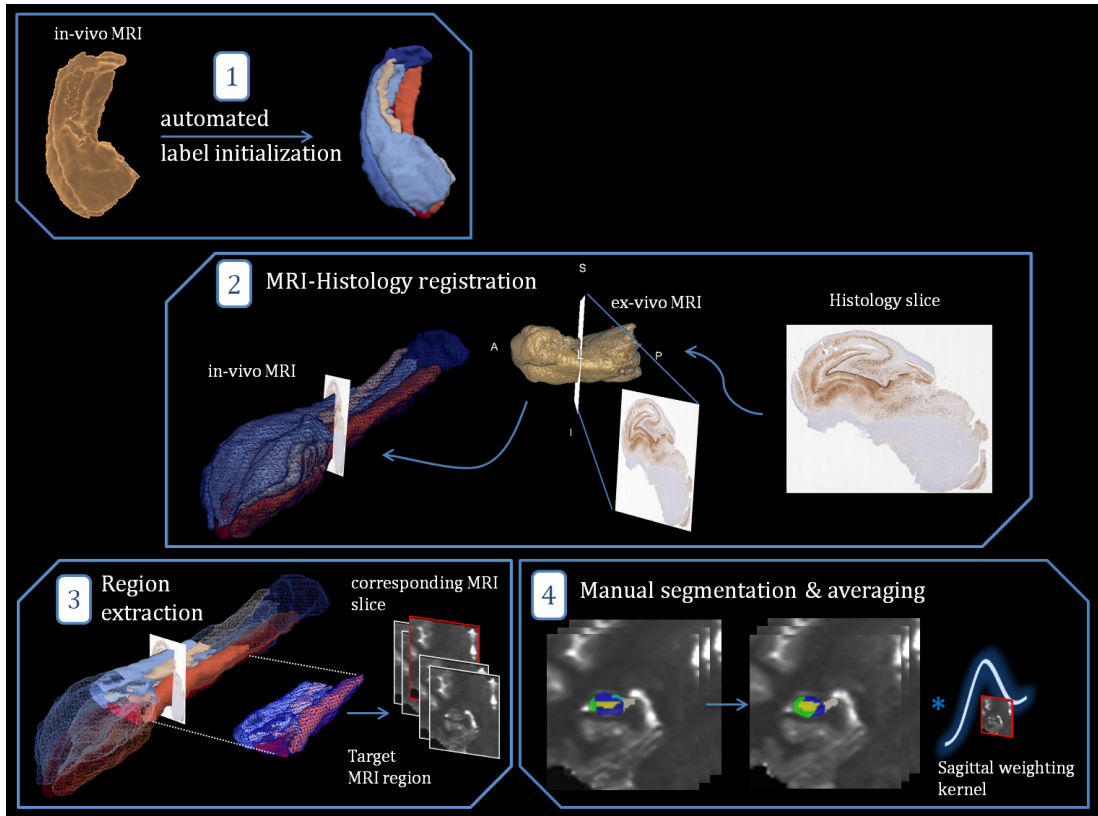 in-vivo MRI
1
automated
label initialization
2
MRI-Histology registration
S
ex-vivo MRI
Histology slice
A
L
P
in-vivo MRI
I
3
Region
extraction
corresponding MRI
slice
Target
MRI region
4
Manual segmentation & averaging
*
Sagittal weighting
kernel